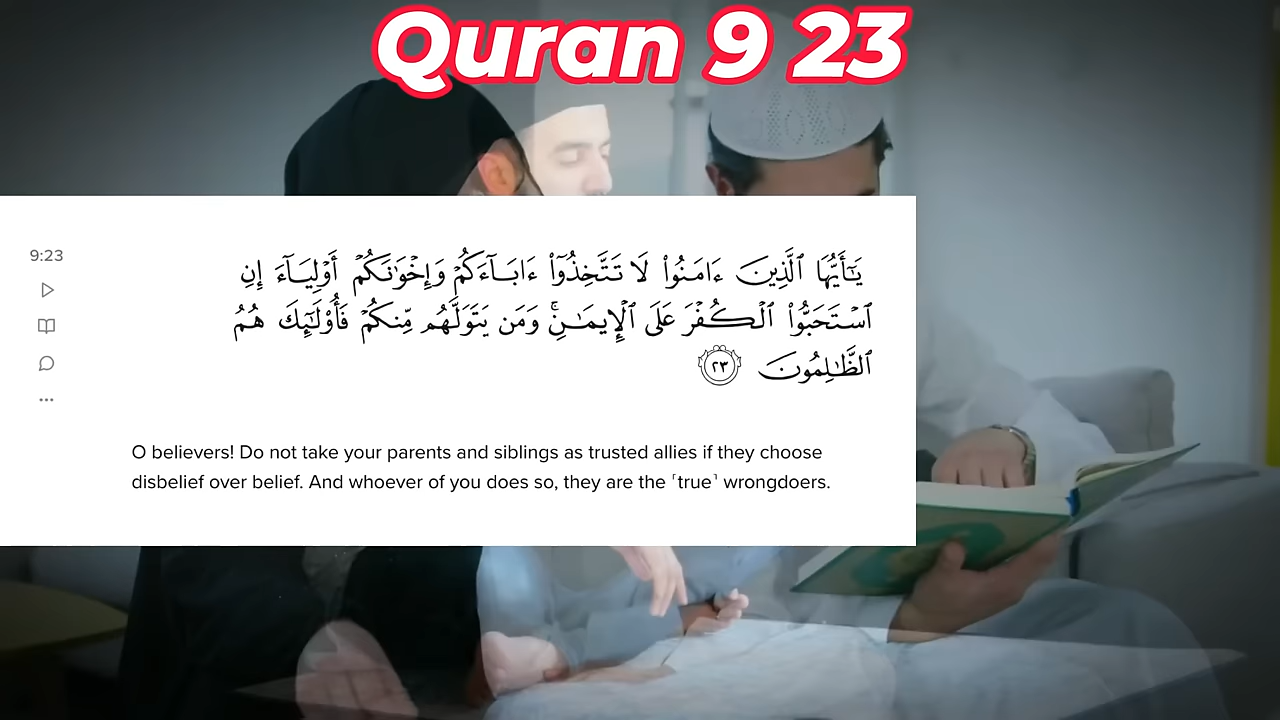 Quran 9 23
9:23
يَـٰٓأَيُّهَا ٱلَّذِينَ ءَامَنُوا۟ لَا تَتَّخِذُوٓا۟ ءَابَآءَكُمْ وَإِخْوَٰنَكُمْ أَوْلِيَآءَ إِنِ
ٱسْتَحَبُّوا۟ ٱلْكُفْرَ عَلَى ٱلْإِيمَـٰنِ ۚ وَمَن يَتَوَلَّهُم مِّنكُمْ فَأُو۟لَـٰٓئِكَ هُمُ
ٱلظَّـٰلِمُونَ ٢٣
O believers! Do not take your parents and siblings as trusted allies if they choose
disbelief over belief. And whoever of you does so, they are the ˹true˺ wrongdoers.